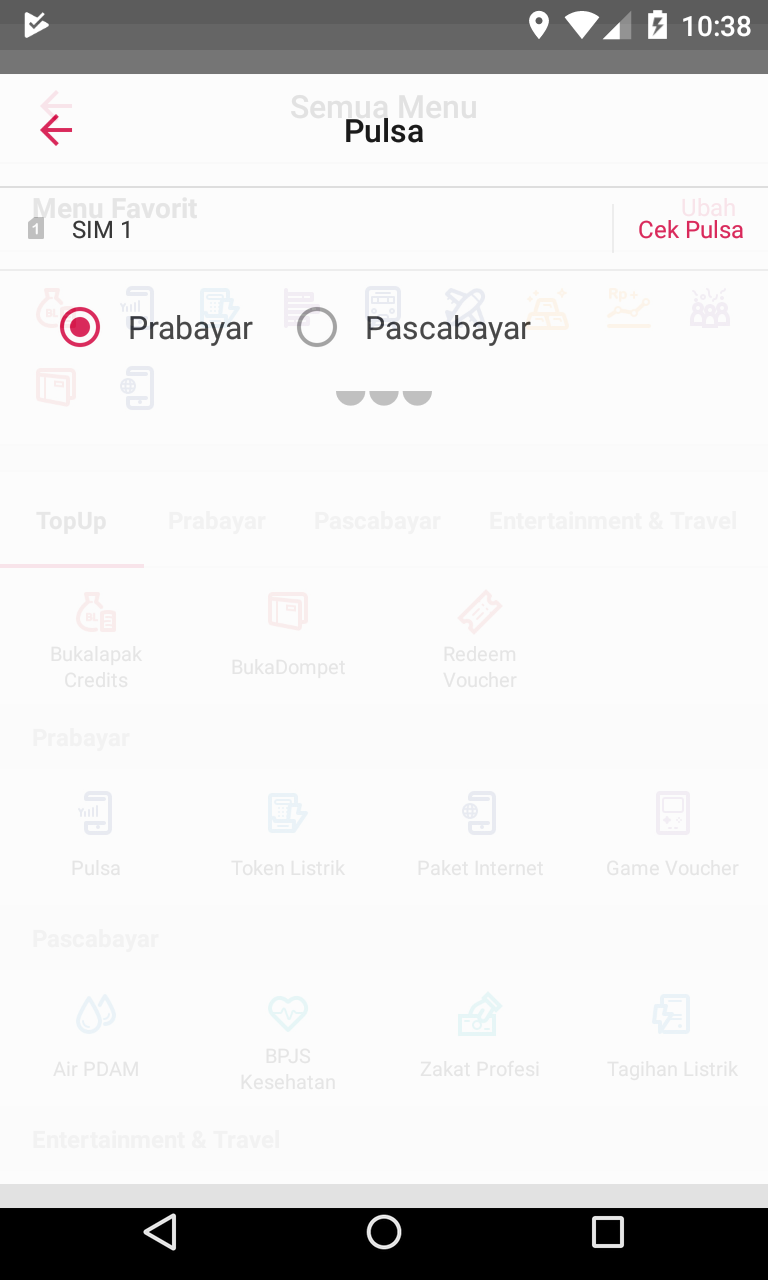 10:38
Semua Menu
Pulsa
Menu Favorit
Ubah
1
SIM 1
Cek Pulsa
Rp
Prabayar
Pascabayar
TopUp
Prabayar
Pascabayar
Entertainment & Travel
BL
Bukalapak
Credits
BukaDompet
Redeem
Voucher
Prabayar
Pulsa
Token Listrik
Paket Internet
Game Voucher
Pascabayar
Air PDAM
BPJS
Kesehatan
Zakat Profesi
Tagihan Listrik
Entertainment & Travel